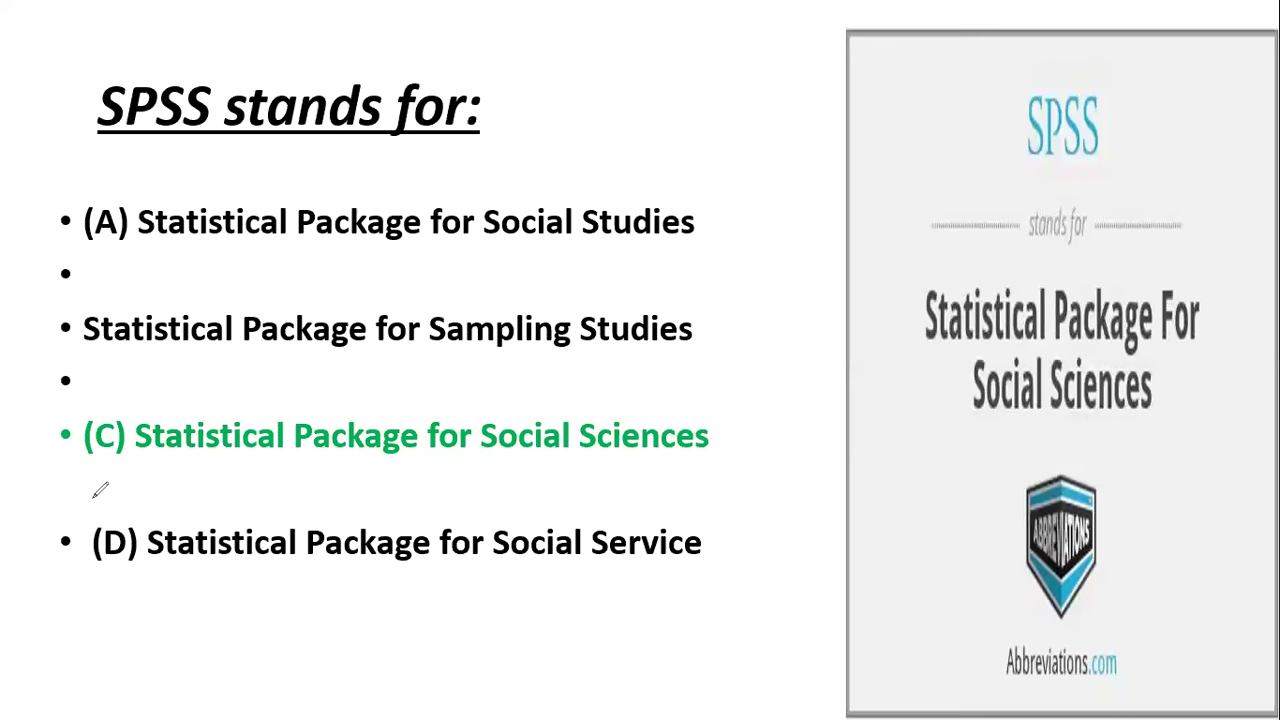 SPSS stands for:
• (A) Statistical Package for Social Studies
•
• Statistical Package for Sampling Studies
•
• (C) Statistical Package for Social Sciences
• (D) Statistical Package for Social Service
SPSS
stands for
Statistical Package For
Social Sciences
ABBREVIATIONS
Abbreviations.com